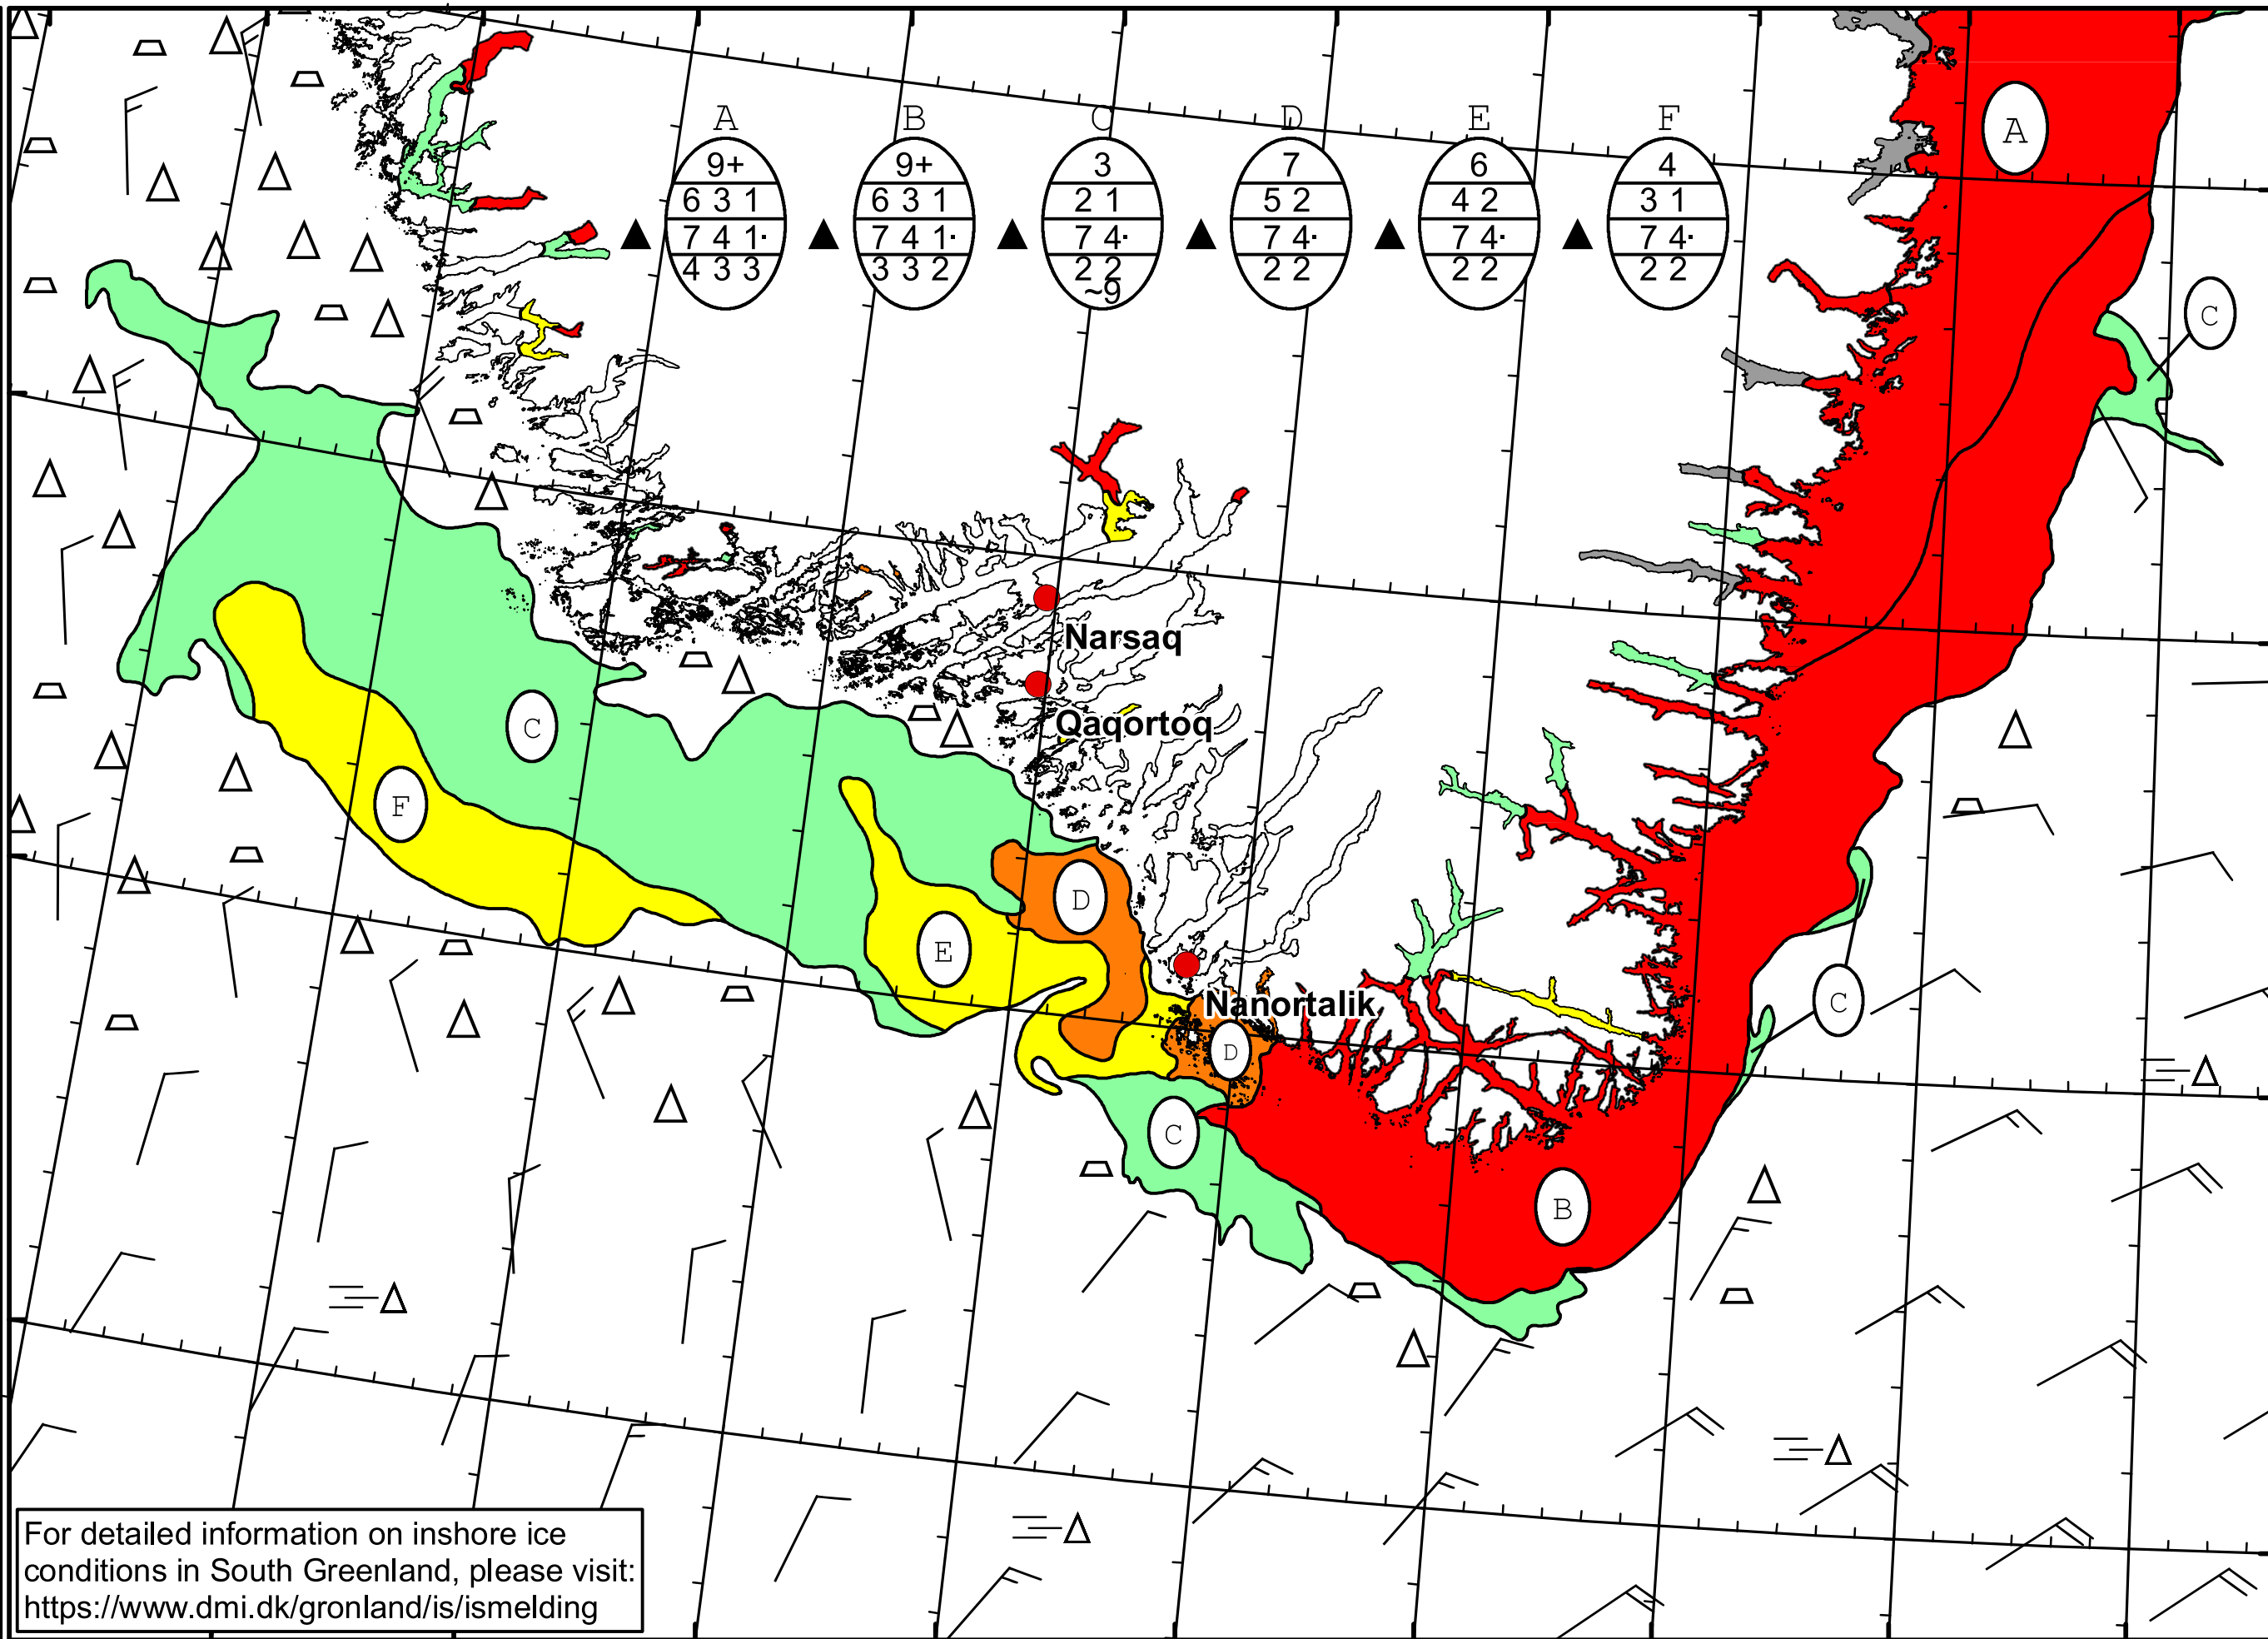 A B C D E F
9+ 9+ 3 7 6 4
6 3 1 6 3 1 2 1 5 2 4 2 3 1
7 4 1· 7 4 1· 7 4· 7 4· 7 4· 7 4·
4 3 3 3 3 2 2 2 2 2 2 2 2 2
~9
A
C
Narsaq
Qaqortoq
C
F
D
E
C
Nanortalik
D
C
B
For detailed information on inshore ice
conditions in South Greenland, please visit:
https://www.dmi.dk/gronland/is/ismelding